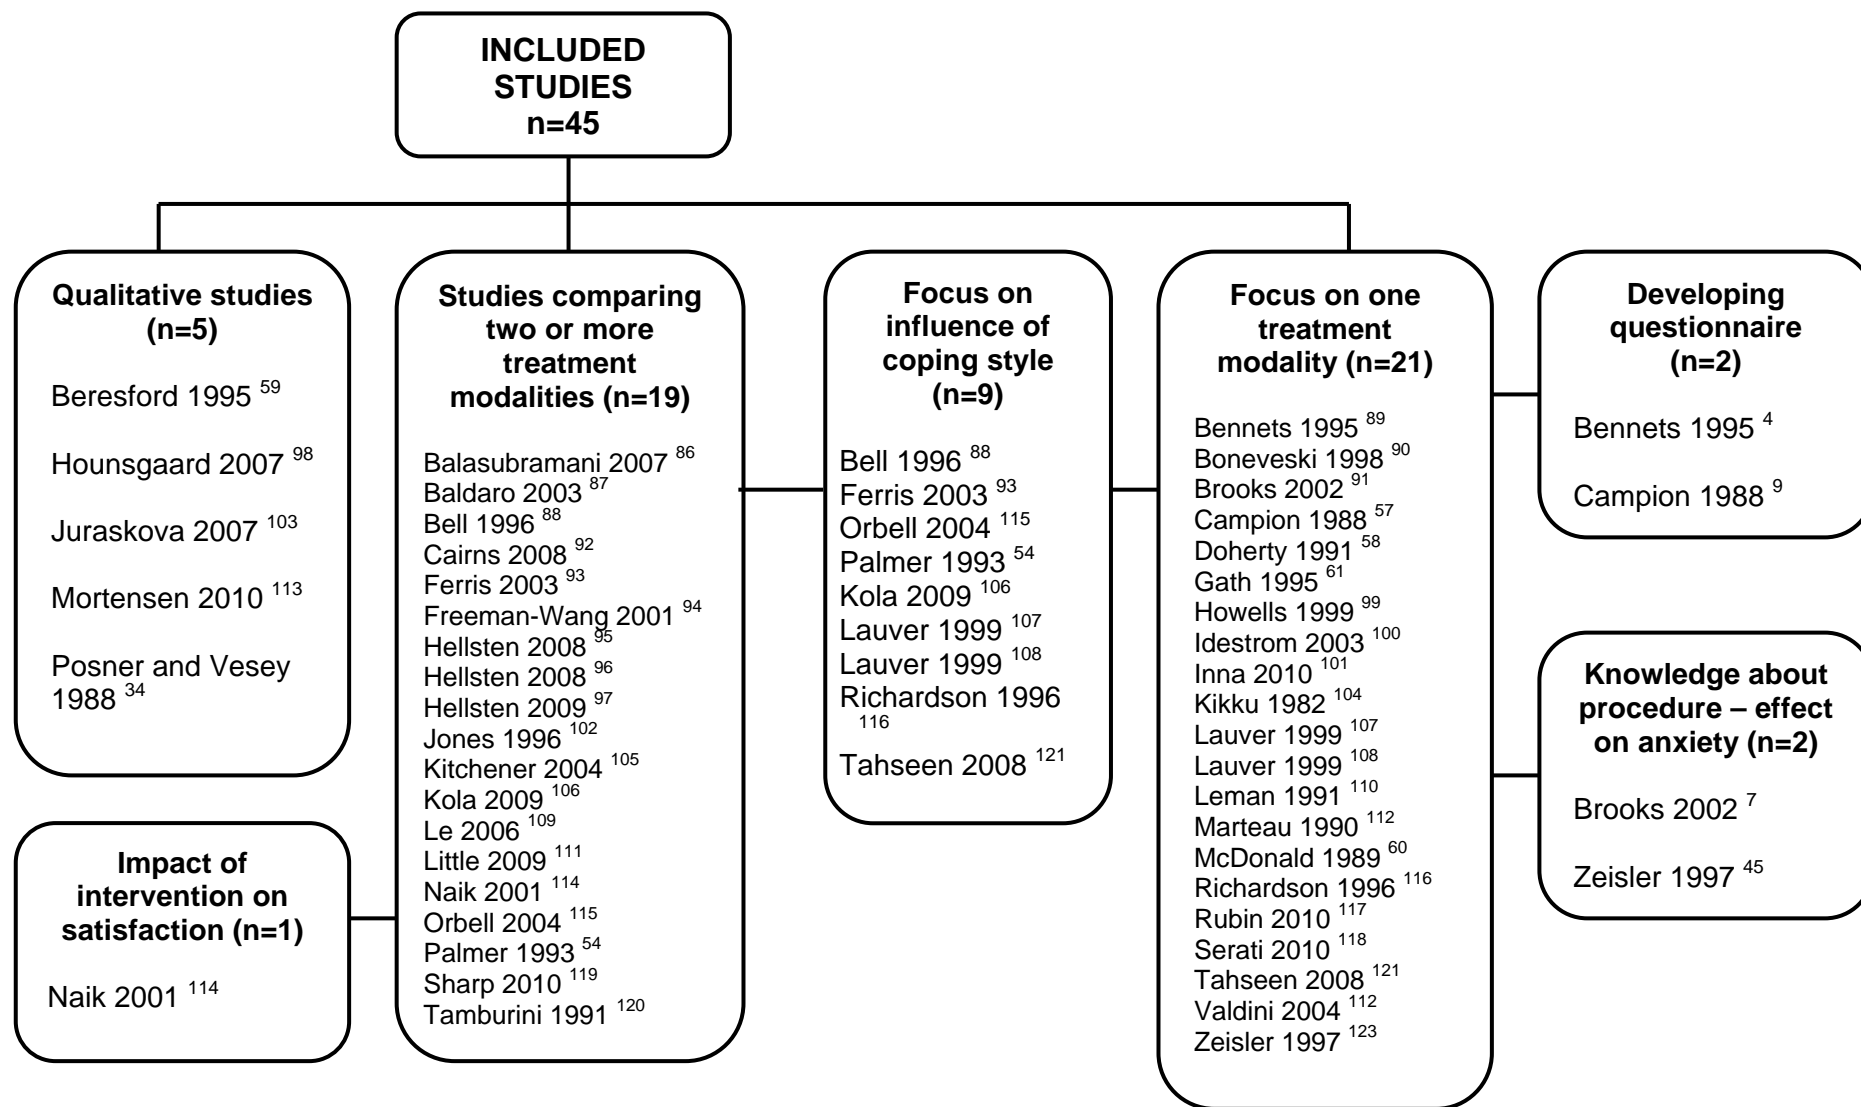 INCLUDED
STUDIES
n=45
Qualitative studies
(n=5)
Beresford 1995 59
Hounsgaard 2007 98
Juraskova 2007 103
Mortensen 2010 113
Posner and Vesey
1988 34
Impact of
intervention on
satisfaction (n=1)
Naik 2001 114
Studies comparing
two or more
treatment
modalities (n=19)
Balasubramani 2007 86
Baldaro 2003 87
Bell 1996 88
Cairns 2008 92
Ferris 2003 93
Freeman-Wang 2001 94
Hellsten 2008 95
Hellsten 2008 96
Hellsten 2009 97
Jones 1996 102
Kitchener 2004 105
Kola 2009 106
Le 2006 109
Little 2009 111
Naik 2001 114
Orbell 2004 115
Palmer 1993 54
Sharp 2010 119
Tamburini 1991 120
Focus on
influence of
coping style
(n=9)
Bell 1996 88
Ferris 2003 93
Orbell 2004 115
Palmer 1993 54
Kola 2009 106
Lauver 1999 107
Lauver 1999 108
Richardson 1996
116
Tahseen 2008 121
Focus on one
treatment
modality (n=21)
Bennets 1995 89
Boneveski 1998 90
Brooks 2002 91
Campion 1988 57
Doherty 1991 58
Gath 1995 61
Howells 1999 99
Idestrom 2003 100
Inna 2010 101
Kikku 1982 104
Lauver 1999 107
Lauver 1999 108
Leman 1991 110
Marteau 1990 112
McDonald 1989 60
Richardson 1996 116
Rubin 2010 117
Serati 2010 118
Tahseen 2008 121
Valdini 2004 112
Zeisler 1997 123
Developing
questionnaire
(n=2)
Bennets 1995 4
Campion 1988 9
Knowledge about
procedure – effect
on anxiety (n=2)
Brooks 2002 7
Zeisler 1997 45